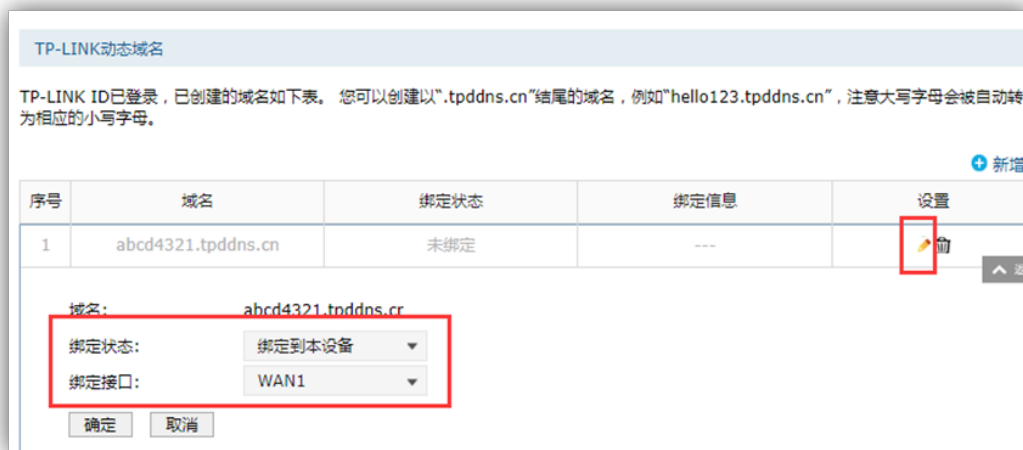 TP-LINK动态域名
TP-LINK ID已登录，已创建的域名如下表。 您可以创建以“.tpddns.cn”结尾的域名，例如“hello123.tpddns.cn”，注意大写字母会被自动转
为相应的小写字母。
新增
序号 域名 绑定状态 绑定信息 设置
1 abcd4321.tpddns.cn 未绑定 ---
域名: abcd4321.tpddns.cn
绑定状态: 绑定到本设备
绑定接口: WAN1
确定 取消